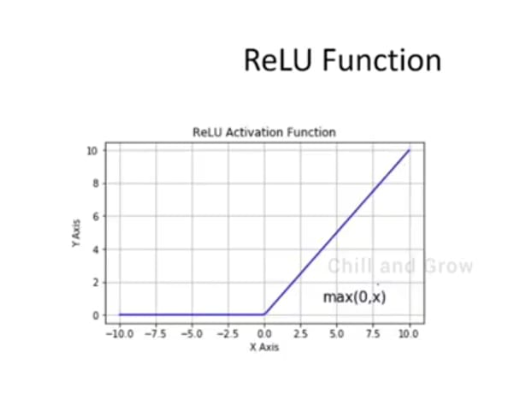 ReLU Function
ReLU Activation Function
10
8
6
4
2
0
Y Axis
Chill and Grow
max(0,x)
−10.0 −7.5 −5.0 −2.5 0.0 2.5 5.0 7.5 10.0
X Axis